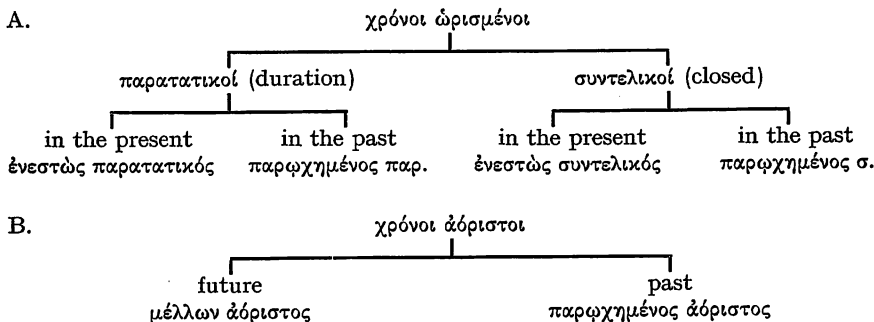 A. χρόνοι ὡρισμένοι
παρατατικοί (duration) συντελικοί (closed)
in the present in the past in the present in the past
ἐνεστὼς παρατατικός παρῳχημένος παρ. ἐνεστὼς συντελικός παρῳχημένος σ.
B. χρόνοι ἀόριστοι
future past
μέλλων ἀόριστος παρῳχημένος ἀόριστος